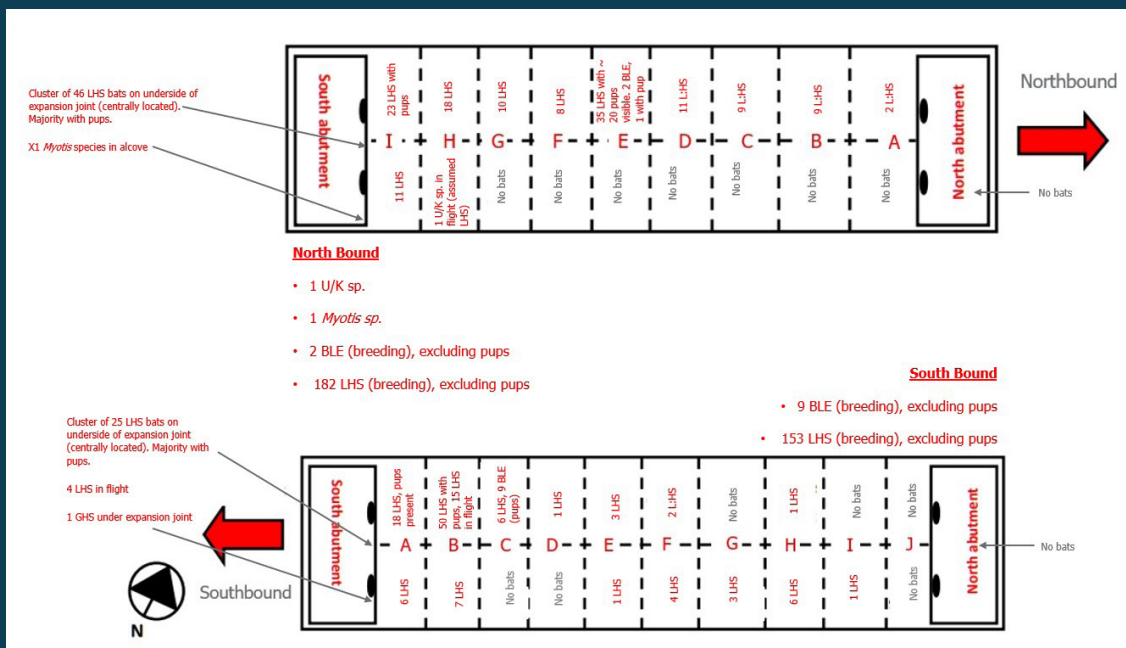 Cluster of 46 LHS bats on underside of
expansion joint (centrally located).
Majority with pups.
X1 Myotis species in alcove
South abutment
23 LHS with
pups
18 LHS
10 LHS
8 LHS
35 LHS with ~
20 pups
visible. 2 BLE,
1 with pup
11 L:HS
9 L:HS
9 L:HS
2 L:HS
I
H
G
F
E
D
C
B
A
11 LHS
1 U/K sp. in
flight (assumed
LHS)
No bats
No bats
No bats
No bats
No bats
No bats
No bats
North abutment
Northbound
No bats
North Bound
• 1 U/K sp.
• 1 Myotis sp.
• 2 BLE (breeding), excluding pups
• 182 LHS (breeding), excluding pups
South Bound
• 9 BLE (breeding), excluding pups
• 153 LHS (breeding), excluding pups
Cluster of 25 LHS bats on
underside of expansion joint
(centrally located). Majority with
pups.
4 LHS in flight
1 GHS under expansion joint
Southbound
N
South abutment
18 LHS, pups
present
50 LHS with
pups, 15 LHS
in flight
6 LHS, 9 BLE
(pups)
1 LHS
3 LHS
2 L:HS
No bats
1 LHS
No bats
No bats
A
B
C
D
E
F
G
H
I
J
6 LHS
7 LHS
No bats
No bats
1 LHS
4 LHS
3 LHS
6 LHS
1 LHS
No bats
North abutment
No bats